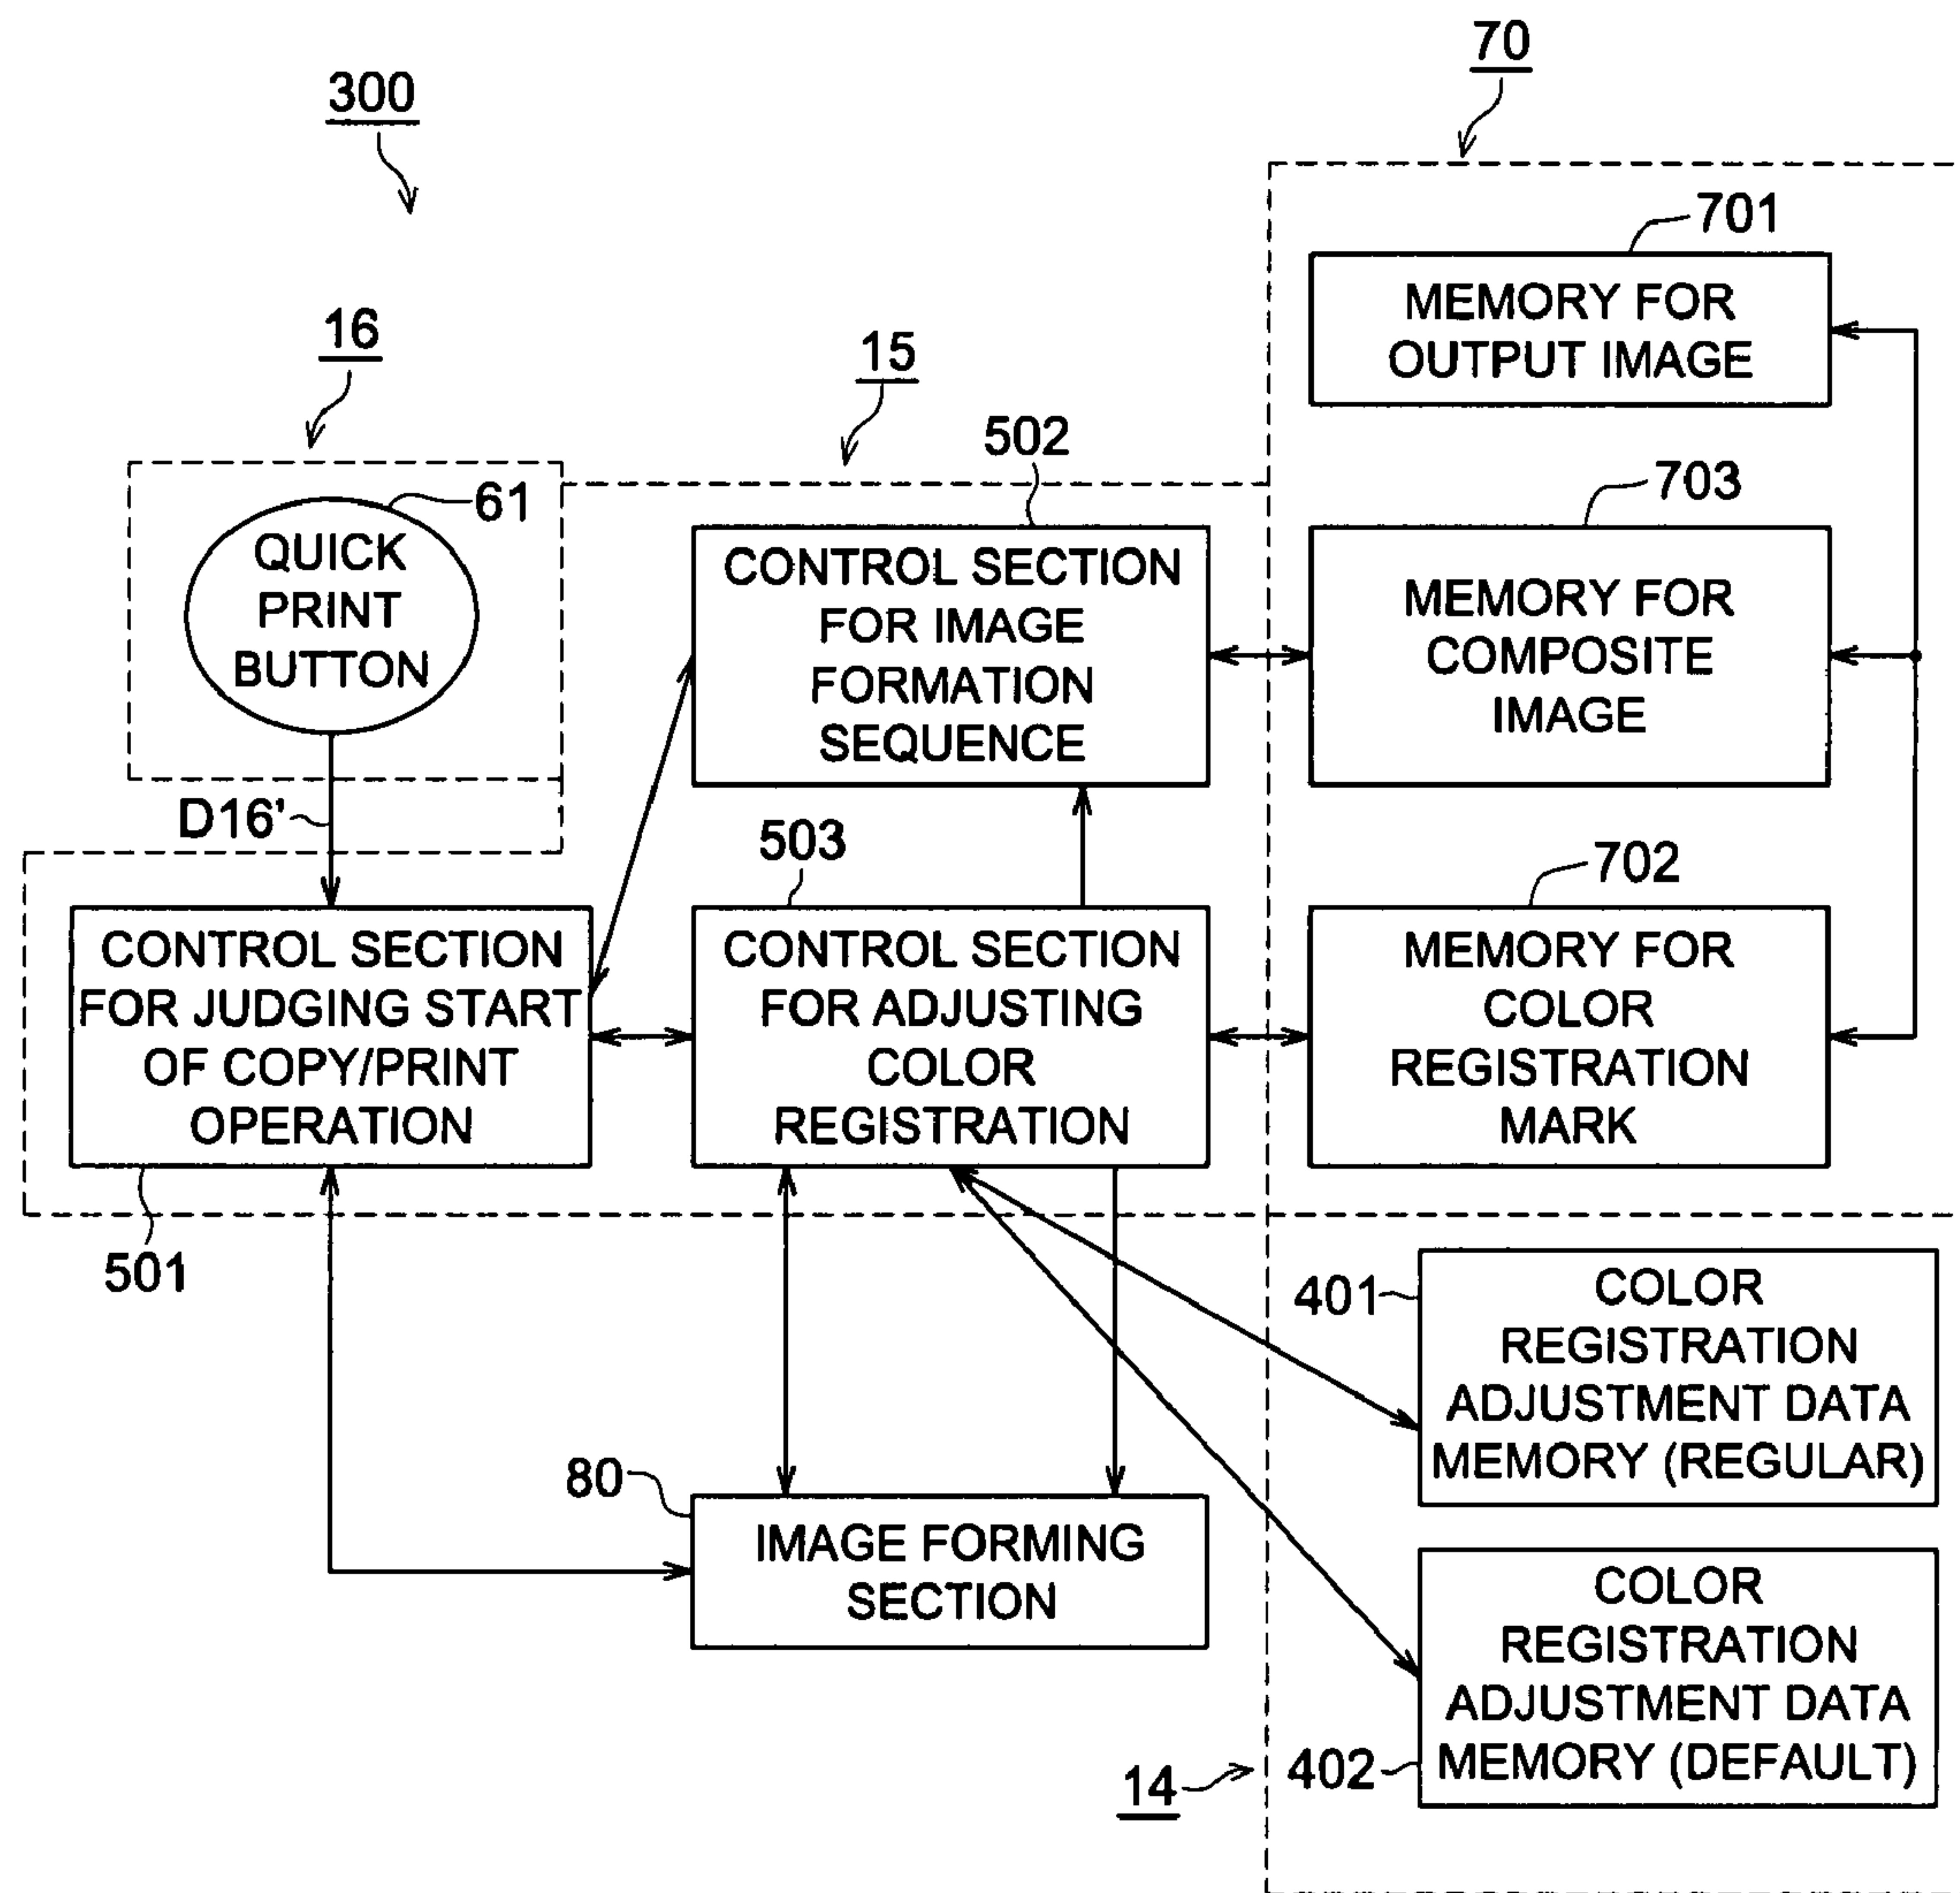 70
300
701
MEMORY FOR
OUTPUT IMAGE
16
15
502
703
61
QUICK
PRINT
BUTTON
CONTROL SECTION
FOR IMAGE
FORMATION
SEQUENCE
MEMORY FOR
COMPOSITE
IMAGE
D16'
503
702
CONTROL SECTION
FOR JUDGING START
OF COPY/PRINT
OPERATION
CONTROL SECTION
FOR ADJUSTING
COLOR
REGISTRATION
MEMORY FOR
COLOR
REGISTRATION
MARK
501
401
COLOR
REGISTRATION
ADJUSTMENT DATA
MEMORY (REGULAR)
80
IMAGE FORMING
SECTION
COLOR
REGISTRATION
ADJUSTMENT DATA
MEMORY (DEFAULT)
402
14